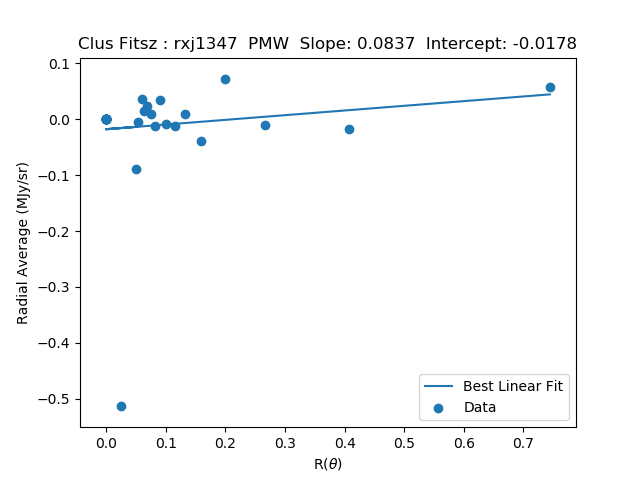 Clus Fitsz : rxj1347  PMW  Slope: 0.0837  Intercept: -0.0178
0.1
0.0
−0.1
−0.2
−0.3
−0.4
−0.5
Radial Average (MJy/sr)
Best Linear Fit
Data
0.0 0.1 0.2 0.3 0.4 0.5 0.6 0.7
R(θ)